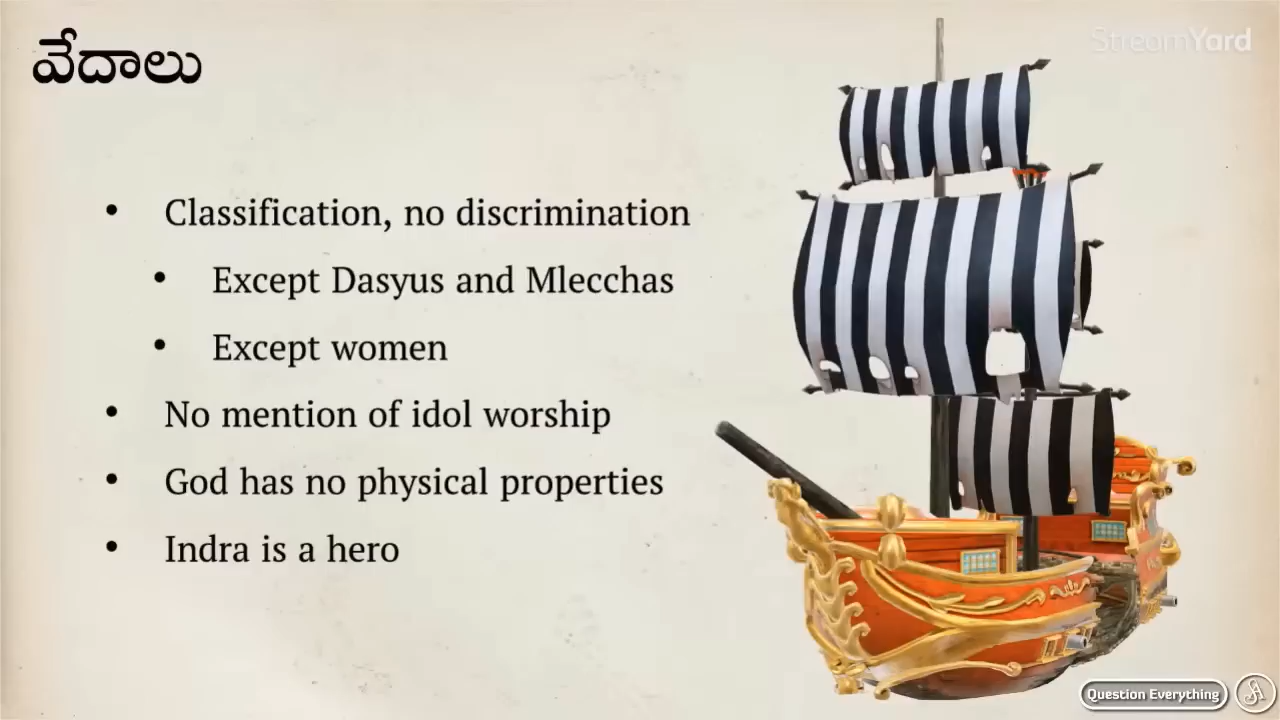 వేదాలు
StreamYard
• Classification, no discrimination
• Except Dasyus and Mlecchas
• Except women
• No mention of idol worship
• God has no physical properties
• Indra is a hero
Question Everything